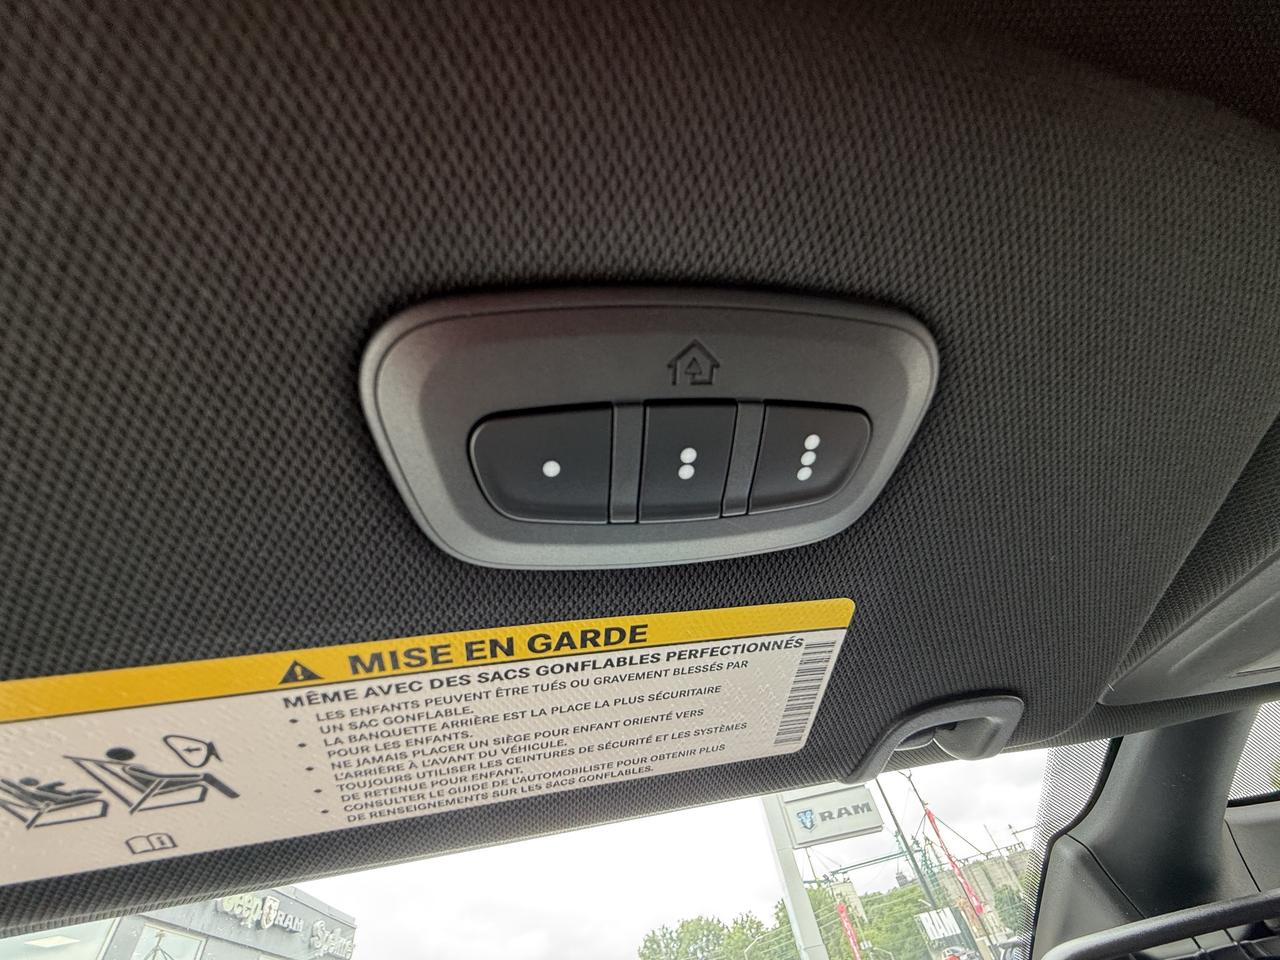 MISE EN GARDE
MÊME AVEC DES SACS GONFLABLES PERFECTIONNÉS
• LES ENFANTS PEUVENT ÊTRE TUÉS OU GRAVEMENT BLESSÉS PAR
UN SAC GONFLABLE.
• LA BANQUETTE ARRIÈRE EST LA PLACE LA PLUS SÉCURITAIRE
POUR LES ENFANTS.
• NE JAMAIS PLACER UN SIÈGE POUR ENFANT ORIENTÉ VERS
L'ARRIÈRE À L'AVANT DU VÉHICULE.
• TOUJOURS UTILISER LES CEINTURES DE SÉCURITÉ ET LES SYSTÈMES
DE RETENUE POUR ENFANT.
• CONSULTER LE GUIDE DE L'AUTOMOBILISTE POUR OBTENIR PLUS
DE RENSEIGNEMENTS SUR LES SACS GONFLABLES.
RAM
Jeep RAM
RAM